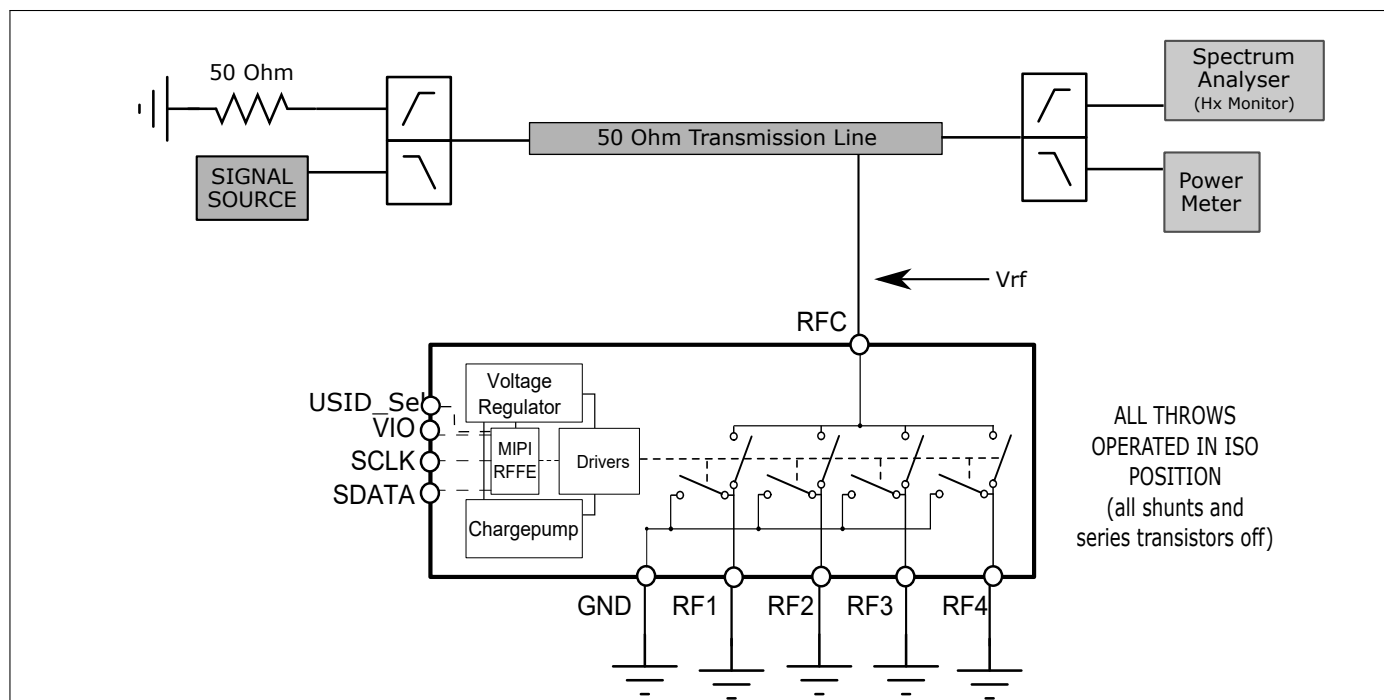 50 Ohm
SIGNAL
SOURCE
50 Ohm Transmission Line
Spectrum
Analyser
(Hx Monitor)
Power
Meter
Vrf
RFC
Voltage
Regulator
USID_Sel
VIO
SCLK
SDATA
MIPI
RFFE
Drivers
Chargepump
ALL THROWS
OPERATED IN ISO
POSITION
(all shunts and
series transistors off)
GND
RF1
RF2
RF3
RF4